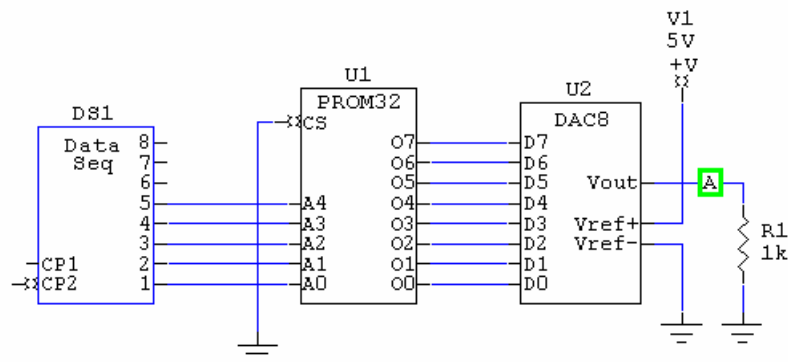 V1
5V
+V
U1
PROM32
CS
O7
O6
O5
O4
O3
O2
O1
O0
A4
A3
A2
A1
A0
U2
DAC8
D7
D6
D5
D4
D3
D2
D1
D0
Vout
Vref+
Vref-
DS1
Data
Seq
8
7
6
5
4
3
2
1
CP1
CP2
A
R1
1k